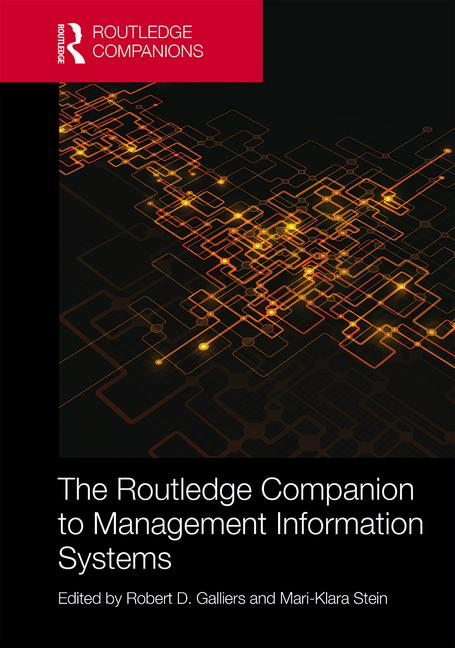 ROUTLEDGE
ROUTLEDGE
COMPANIONS
The Routledge Companion
to Management Information
Systems
Edited by Robert D. Galliers and Mari-Klara Stein